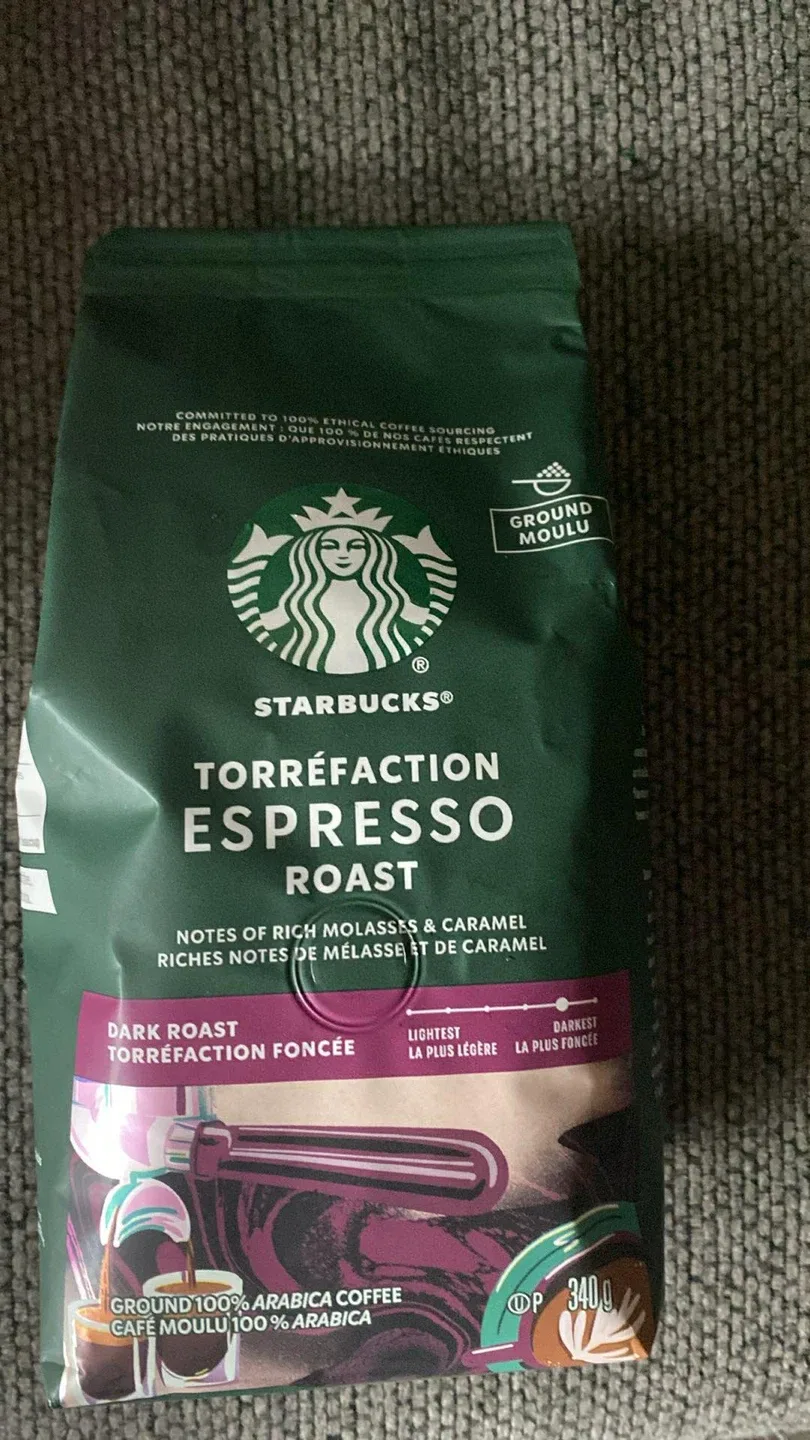 COMMITTED TO 100% ETHICAL COFFEE SOURCING
NOTRE ENGAGEMENT : QUE 100 % DE NOS CAFÉS RESPECTENT
DES PRATIQUES D'APPROVISIONNEMENT ÉTHIQUES
GROUND
MOULU
®
STARBUCKS®
TORRÉFACTION
ESPRESSO
ROAST
NOTES OF RICH MOLASSES & CARAMEL
RICHES NOTES DE MÉLASSE ET DE CARAMEL
DARK ROAST
TORRÉFACTION FONCÉE
LIGHTEST
LA PLUS LÉGÈRE
DARKEST
LA PLUS FONCÉE
GROUND 100% ARABICA COFFEE
CAFÉ MOULU 100 % ARABICA
U P
340 g